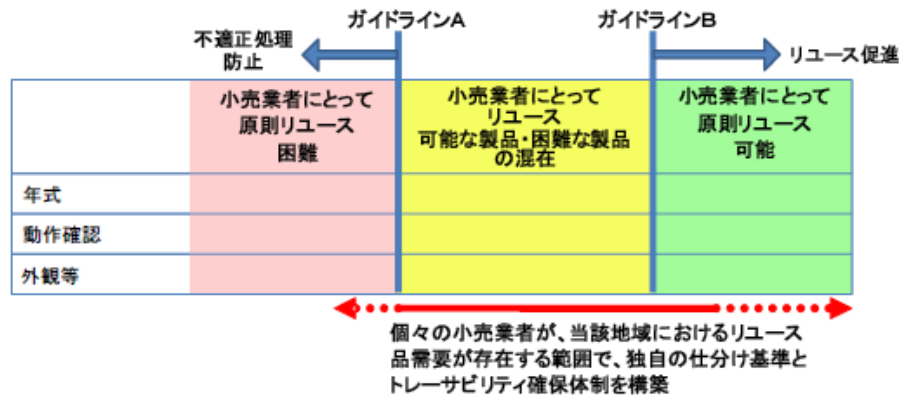 ガイドラインA
ガイドラインB
不適正処理
防止
リユース促進
小売業者にとって
原則リユース
困難
小売業者にとって
リユース
可能な製品・困難な製品
の混在
小売業者にとって
原則リユース
可能
年式
動作確認
外観等
個々の小売業者が、当該地域におけるリユース
品需要が存在する範囲で、独自の仕分け基準と
トレーサビリティ確保体制を構築